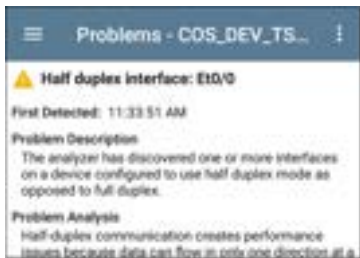 Problems - COS_DEV_TS...
Half duplex interface: Et0/0
First Detected: 11:33:51 AM
Problem Description
The analyzer has discovered one or more interfaces
on a device configured to use half duplex mode as
opposed to full duplex.
Problem Analysis
Half-duplex communication creates performance
issues because data can flow in only one direction at a